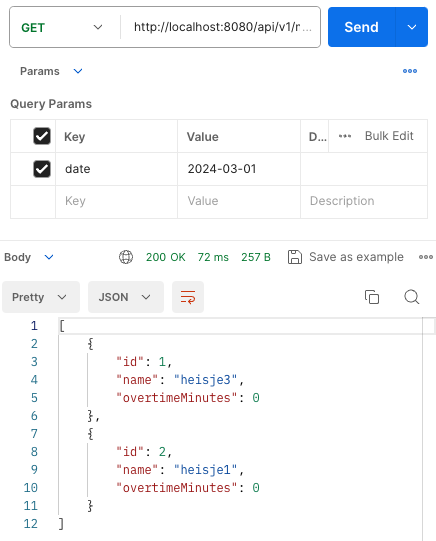 GET http://localhost:8080/api/v1/n... Send
Params
Query Params
Key Value D... Bulk Edit
date 2024-03-01
Key Value Description
Body 200 OK 72 ms 257 B Save as example
Pretty JSON
1 [
2 {
3 "id": 1,
4 "name": "heisje3",
5 "overtimeMinutes": 0
6 },
7 {
8 "id": 2,
9 "name": "heisje1",
10 "overtimeMinutes": 0
11 }
12 ]